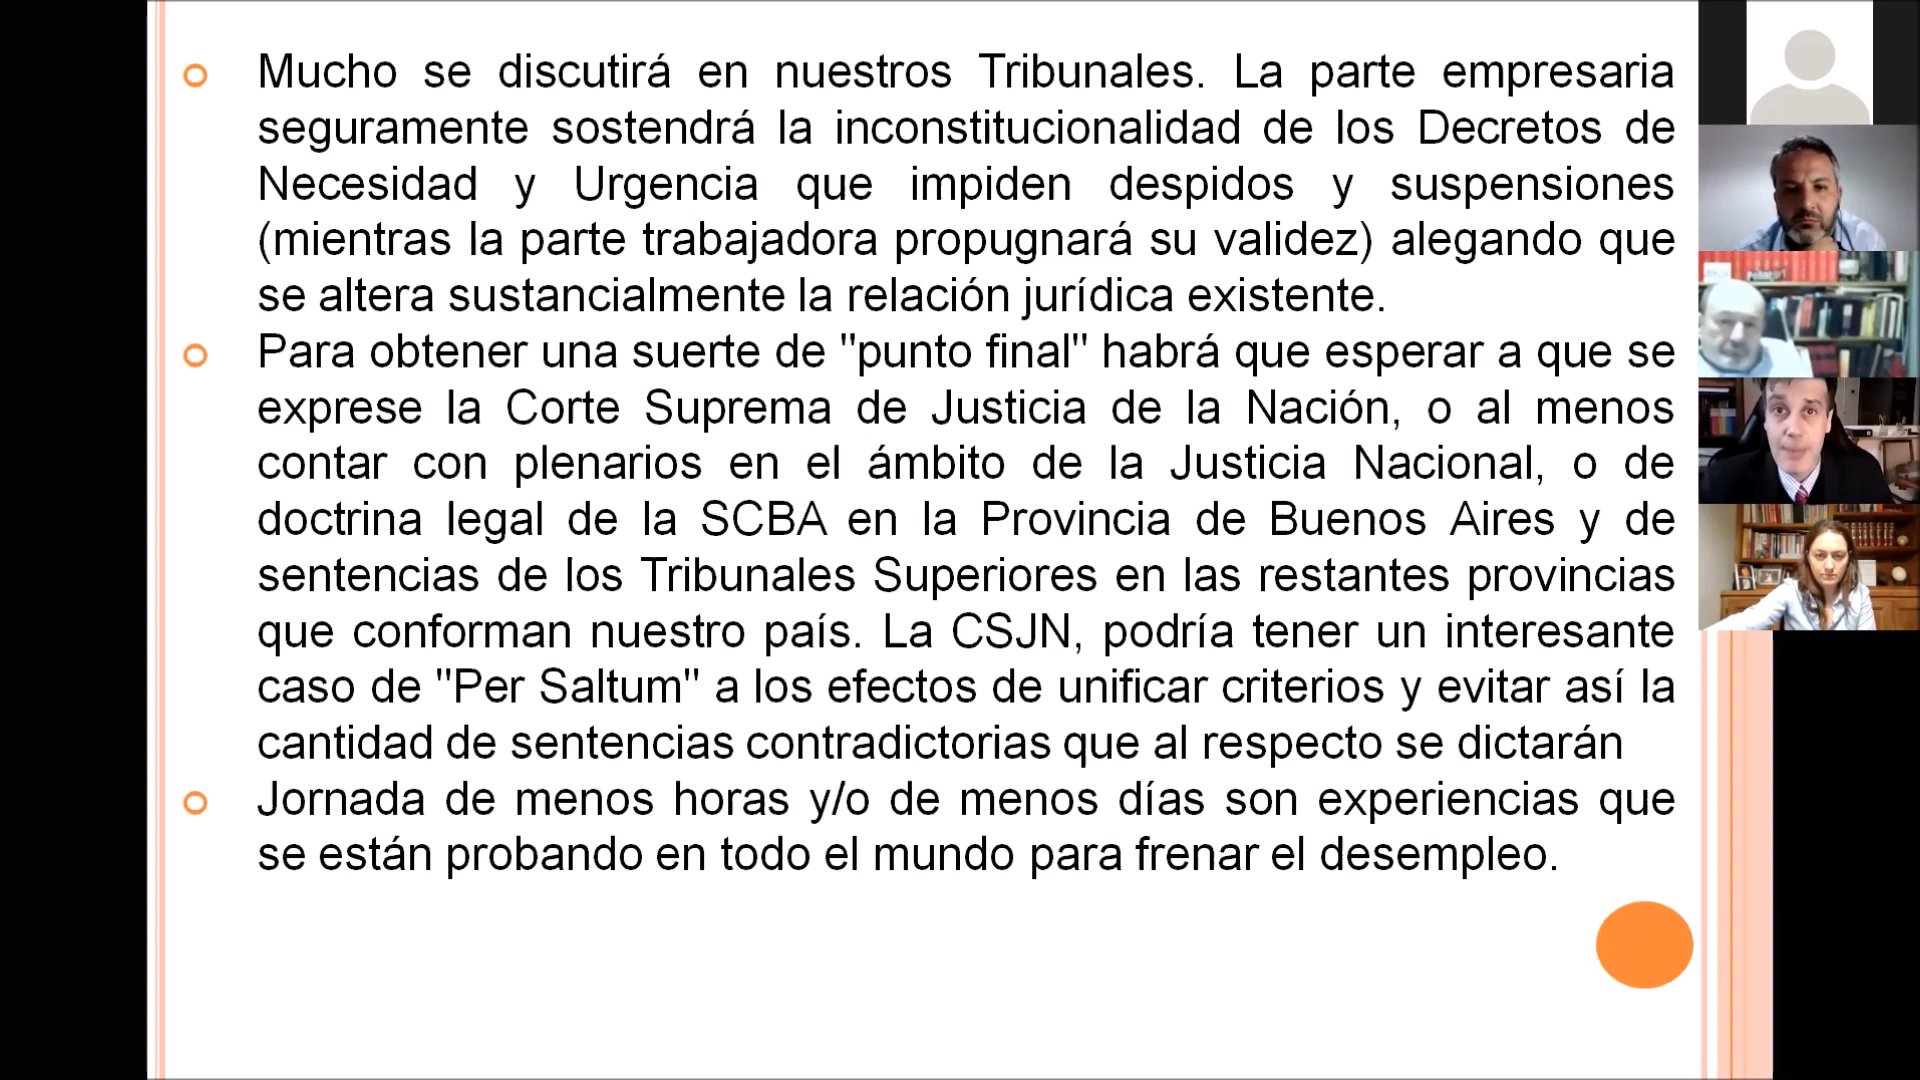 Mucho se discutirá en nuestros Tribunales. La parte empresaria
seguramente sostendrá la inconstitucionalidad de los Decretos de
Necesidad y Urgencia que impiden despidos y suspensiones
(mientras la parte trabajadora propugnará su validez) alegando que
se altera sustancialmente la relación jurídica existente.
Para obtener una suerte de "punto final" habrá que esperar a que se
exprese la Corte Suprema de Justicia de la Nación, o al menos
contar con plenarios en el ámbito de la Justicia Nacional, o de
doctrina legal de la SCBA en la Provincia de Buenos Aires y de
sentencias de los Tribunales Superiores en las restantes provincias
que conforman nuestro país. La CSJN, podría tener un interesante
caso de "Per Saltum" a los efectos de unificar criterios y evitar así la
cantidad de sentencias contradictorias que al respecto se dictarán
Jornada de menos horas y/o de menos días son experiencias que
se están probando en todo el mundo para frenar el desempleo.